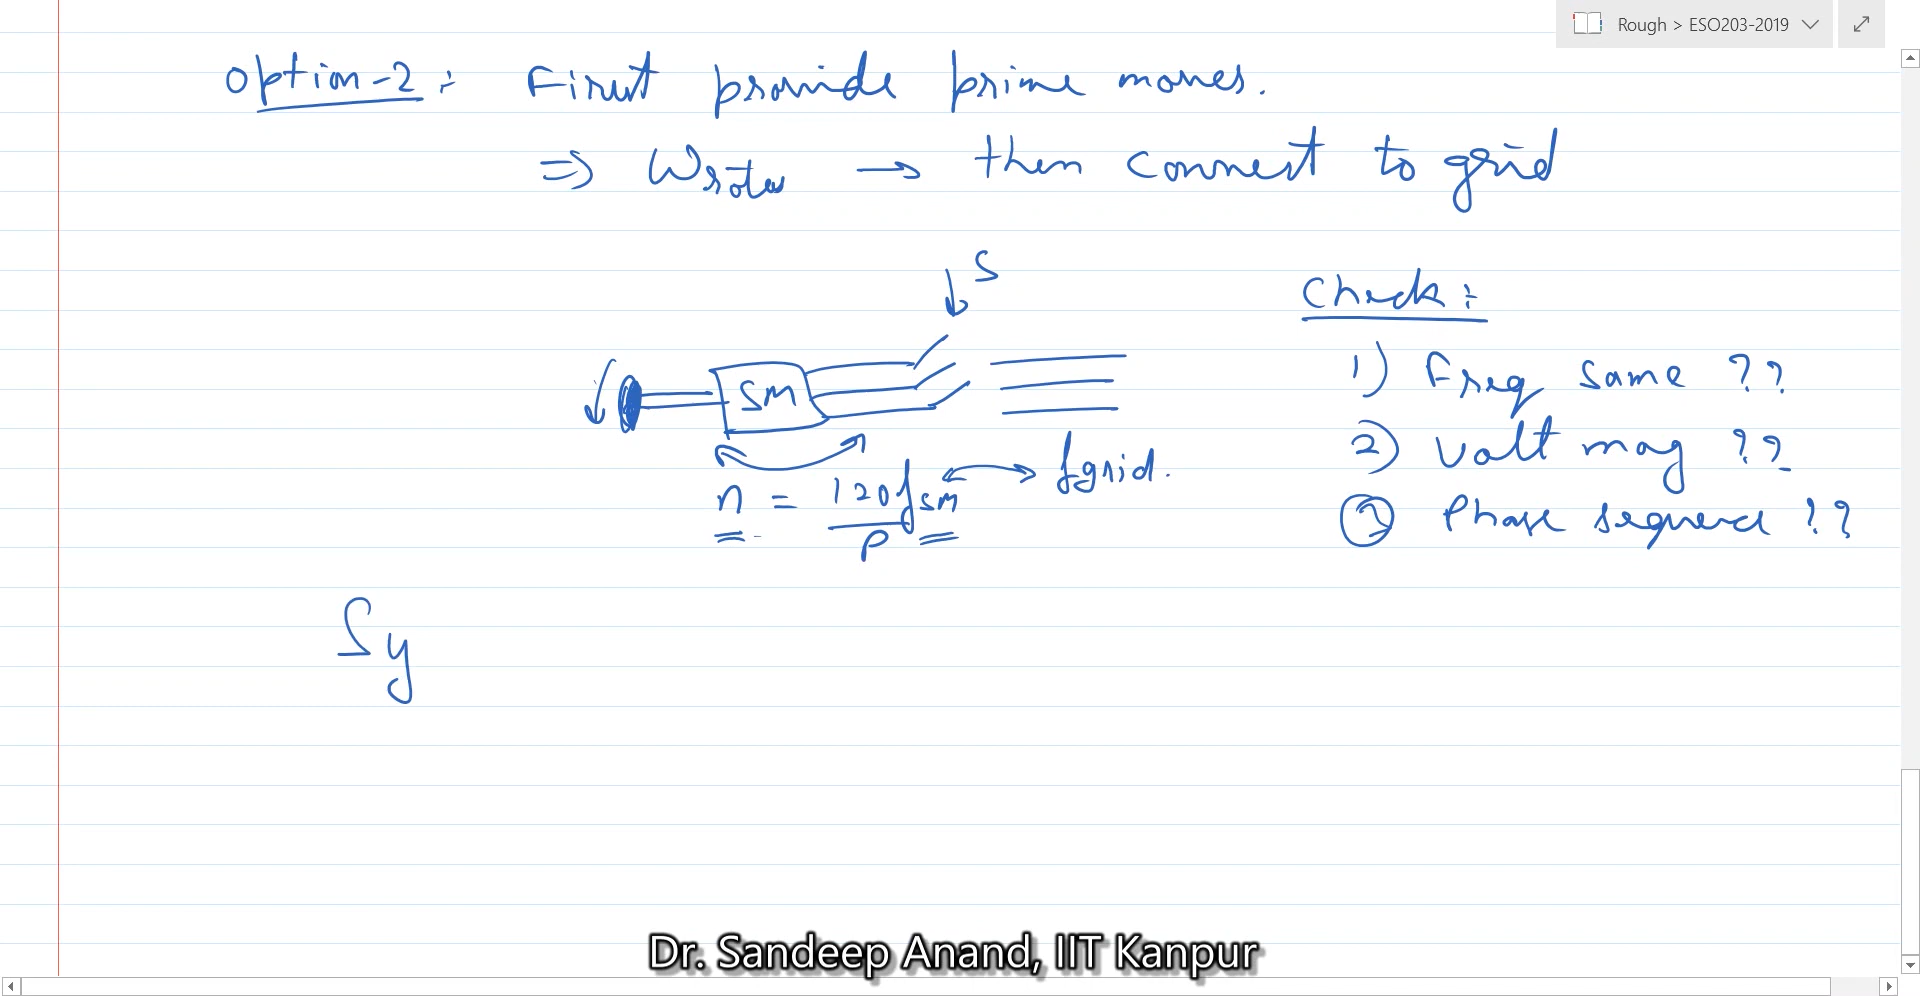 Rough > ESO203-2019
Option-2 : First provide prime mover.
⇒ ωrotor → then connect to grid
S
Check :
SM
1) Freq same ??
2) Volt mag ??
n = 120fSM / P ↔ fgrid.
3) Phase sequence ??
Sy
Dr. Sandeep Anand, IIT Kanpur